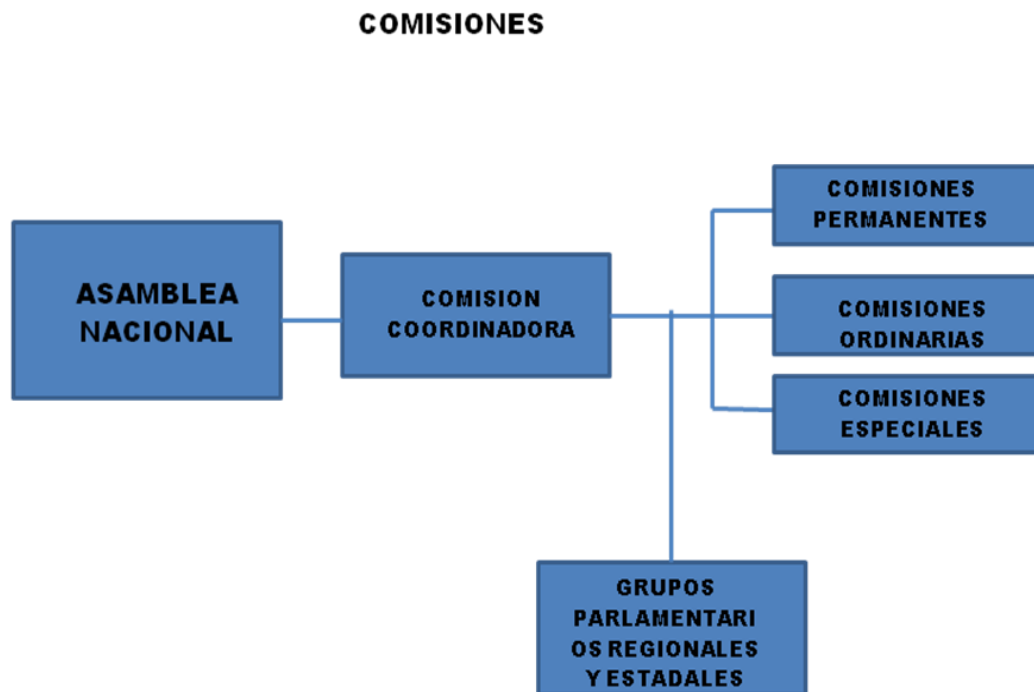 COMISIONES
ASAMBLEA
NACIONAL
COMISION
COORDINADORA
COMISIONES
PERMANENTES
COMISIONES
ORDINARIAS
COMISIONES
ESPECIALES
GRUPOS
PARLAMENTARI
OS REGIONALES
Y ESTADALES